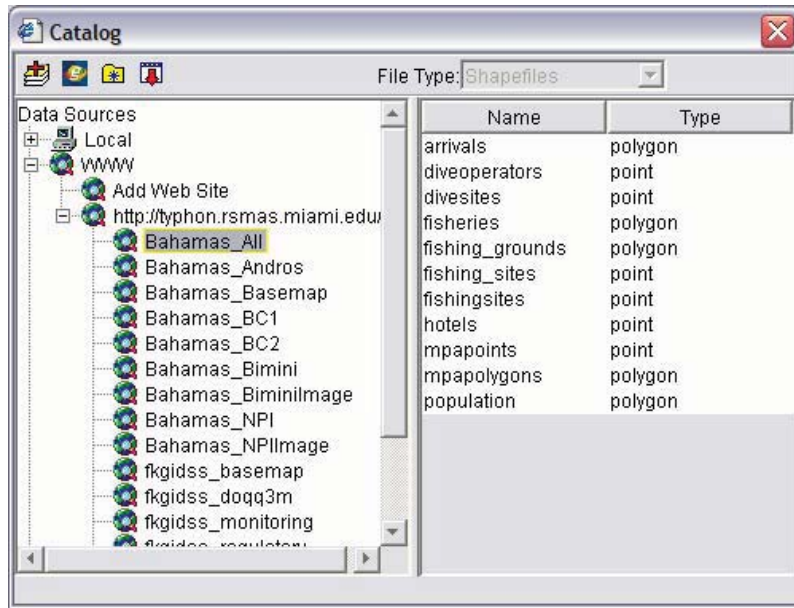 Catalog
File Type: Shapefiles
Data Sources
Local
WWW
Add Web Site
http://typhon.rsmas.miami.edu/
Bahamas_All
Bahamas_Andros
Bahamas_Basemap
Bahamas_BC1
Bahamas_BC2
Bahamas_Bimini
Bahamas_BiminiImage
Bahamas_NPI
Bahamas_NPIImage
fkgidss_basemap
fkgidss_doqq3m
fkgidss_monitoring
Name Type
arrivals polygon
diveoperators point
divesites point
fisheries polygon
fishing_grounds polygon
fishing_sites point
fishingsites point
hotels point
mpapoints point
mpapolygons polygon
population polygon